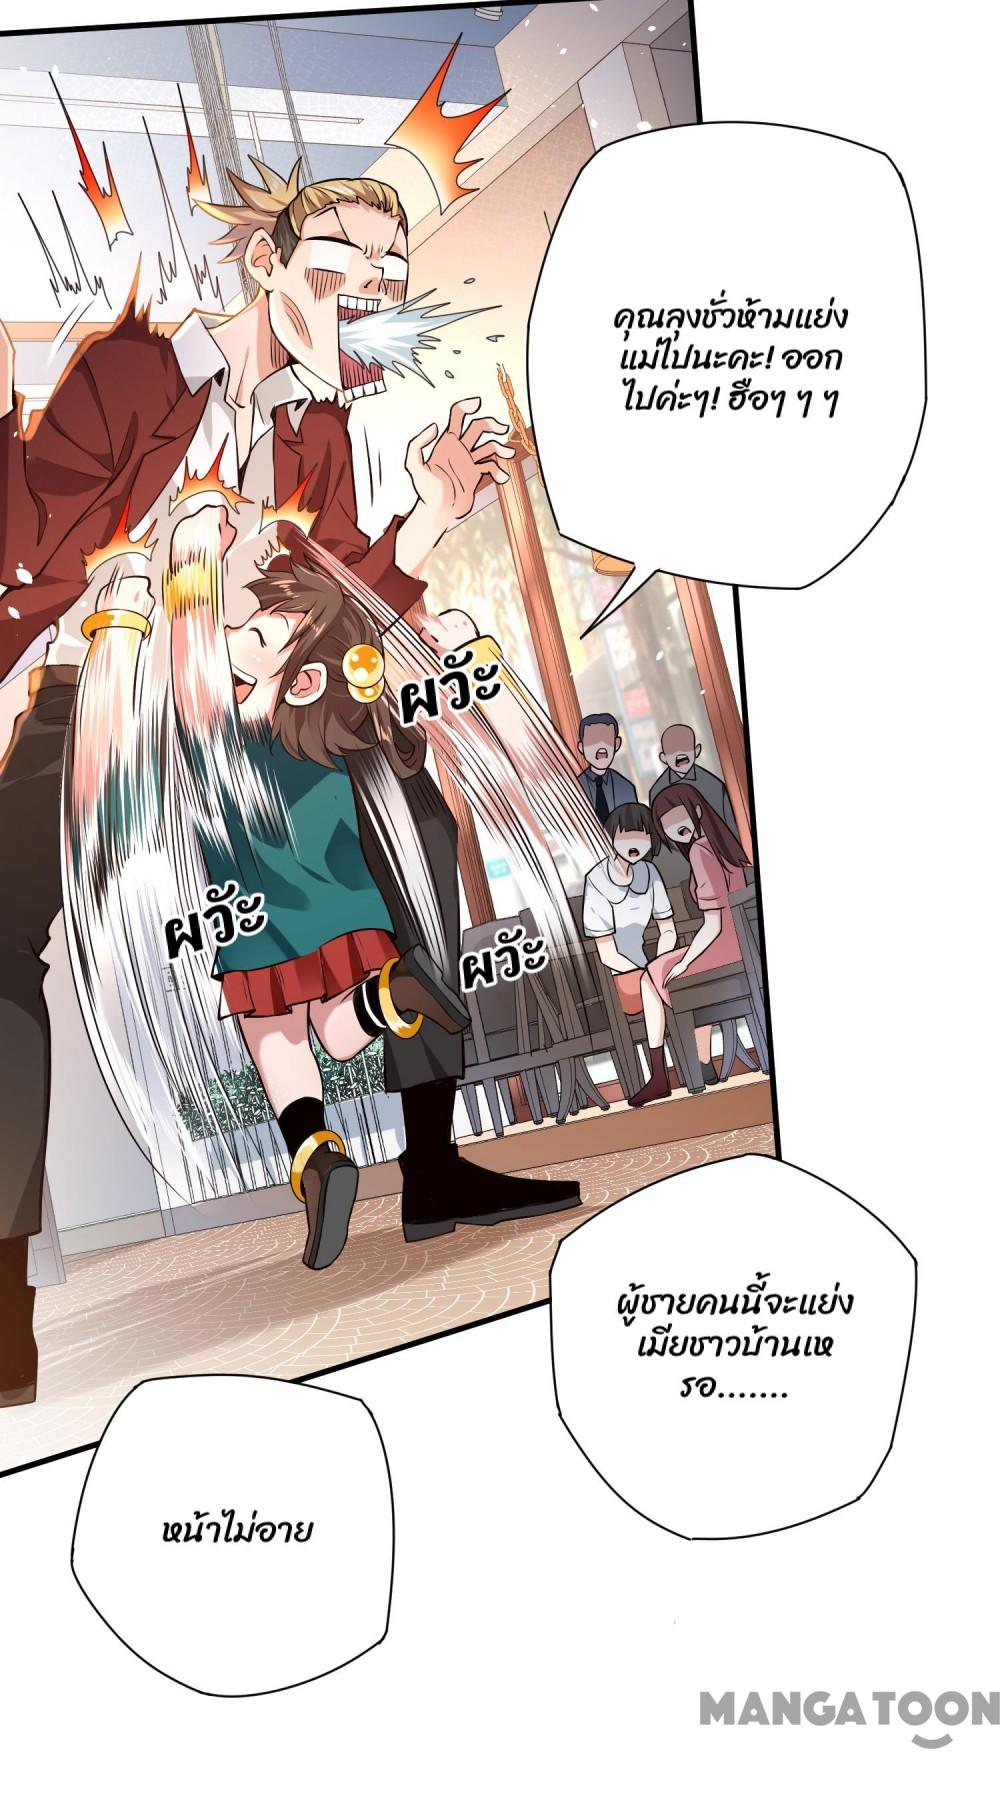 คุณลุงชั่วห้ามแย่ง
แม่ไปนะคะ! ออก
ไปค่ะๆ! ฮือๆ ๆ ๆ
ผวัะ
ผวัะ
ผวัะ
ผู้ชายคนนี้จะแย่ง
เมียชาวบ้านเห
รอ.......
หน้าไม่อาย
MANGATOON